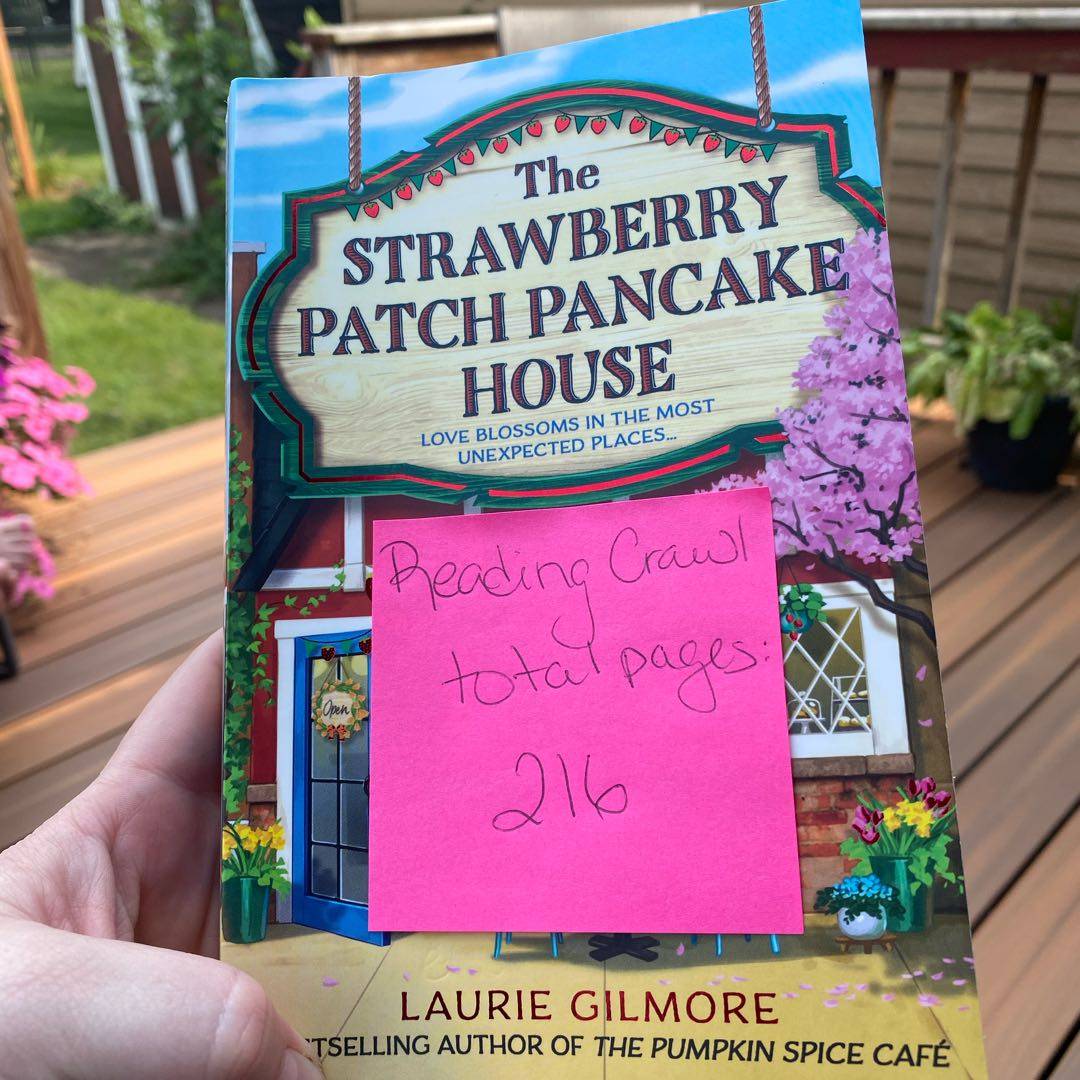 The
STRAWBERRY
PATCH PANCAKE
HOUSE
LOVE BLOSSOMS IN THE MOST
UNEXPECTED PLACES...
Reading Crawl
total pages:
216
Open
LAURIE GILMORE
TSELLING AUTHOR OF THE PUMPKIN SPICE CAFÉ